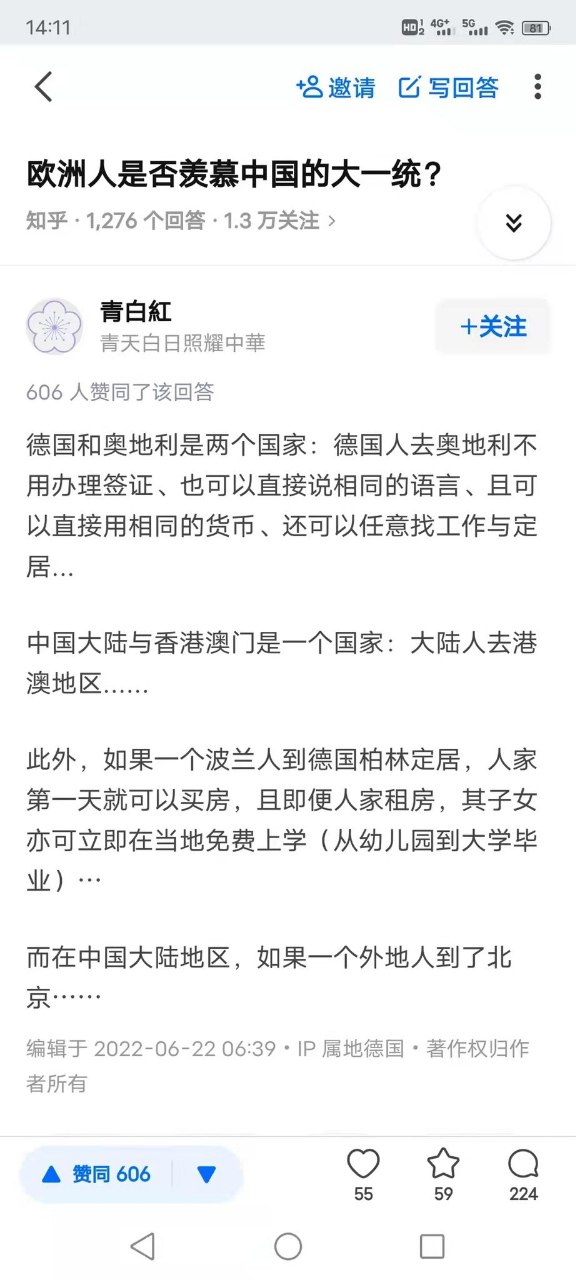 14:11
HD 1 2 4G+ 5G 81
邀请 写回答
欧洲人是否羡慕中国的大一统？
知乎 · 1,276 个回答 · 1.3 万关注 >
青白紅
青天白日照耀中華
+关注
606 人赞同了该回答
德国和奥地利是两个国家：德国人去奥地利不
用办理签证、也可以直接说相同的语言、且可
以直接用相同的货币、还可以任意找工作与定
居...
中国大陆与香港澳门是一个国家：大陆人去港
澳地区......
此外，如果一个波兰人到德国柏林定居，人家
第一天就可以买房，且即便人家租房，其子女
亦可立即在当地免费上学（从幼儿园到大学毕
业）…
而在中国大陆地区，如果一个外地人到了北
京……
编辑于 2022-06-22 06:39 · IP 属地德国 · 著作权归作
者所有
赞同 606
55
59
224